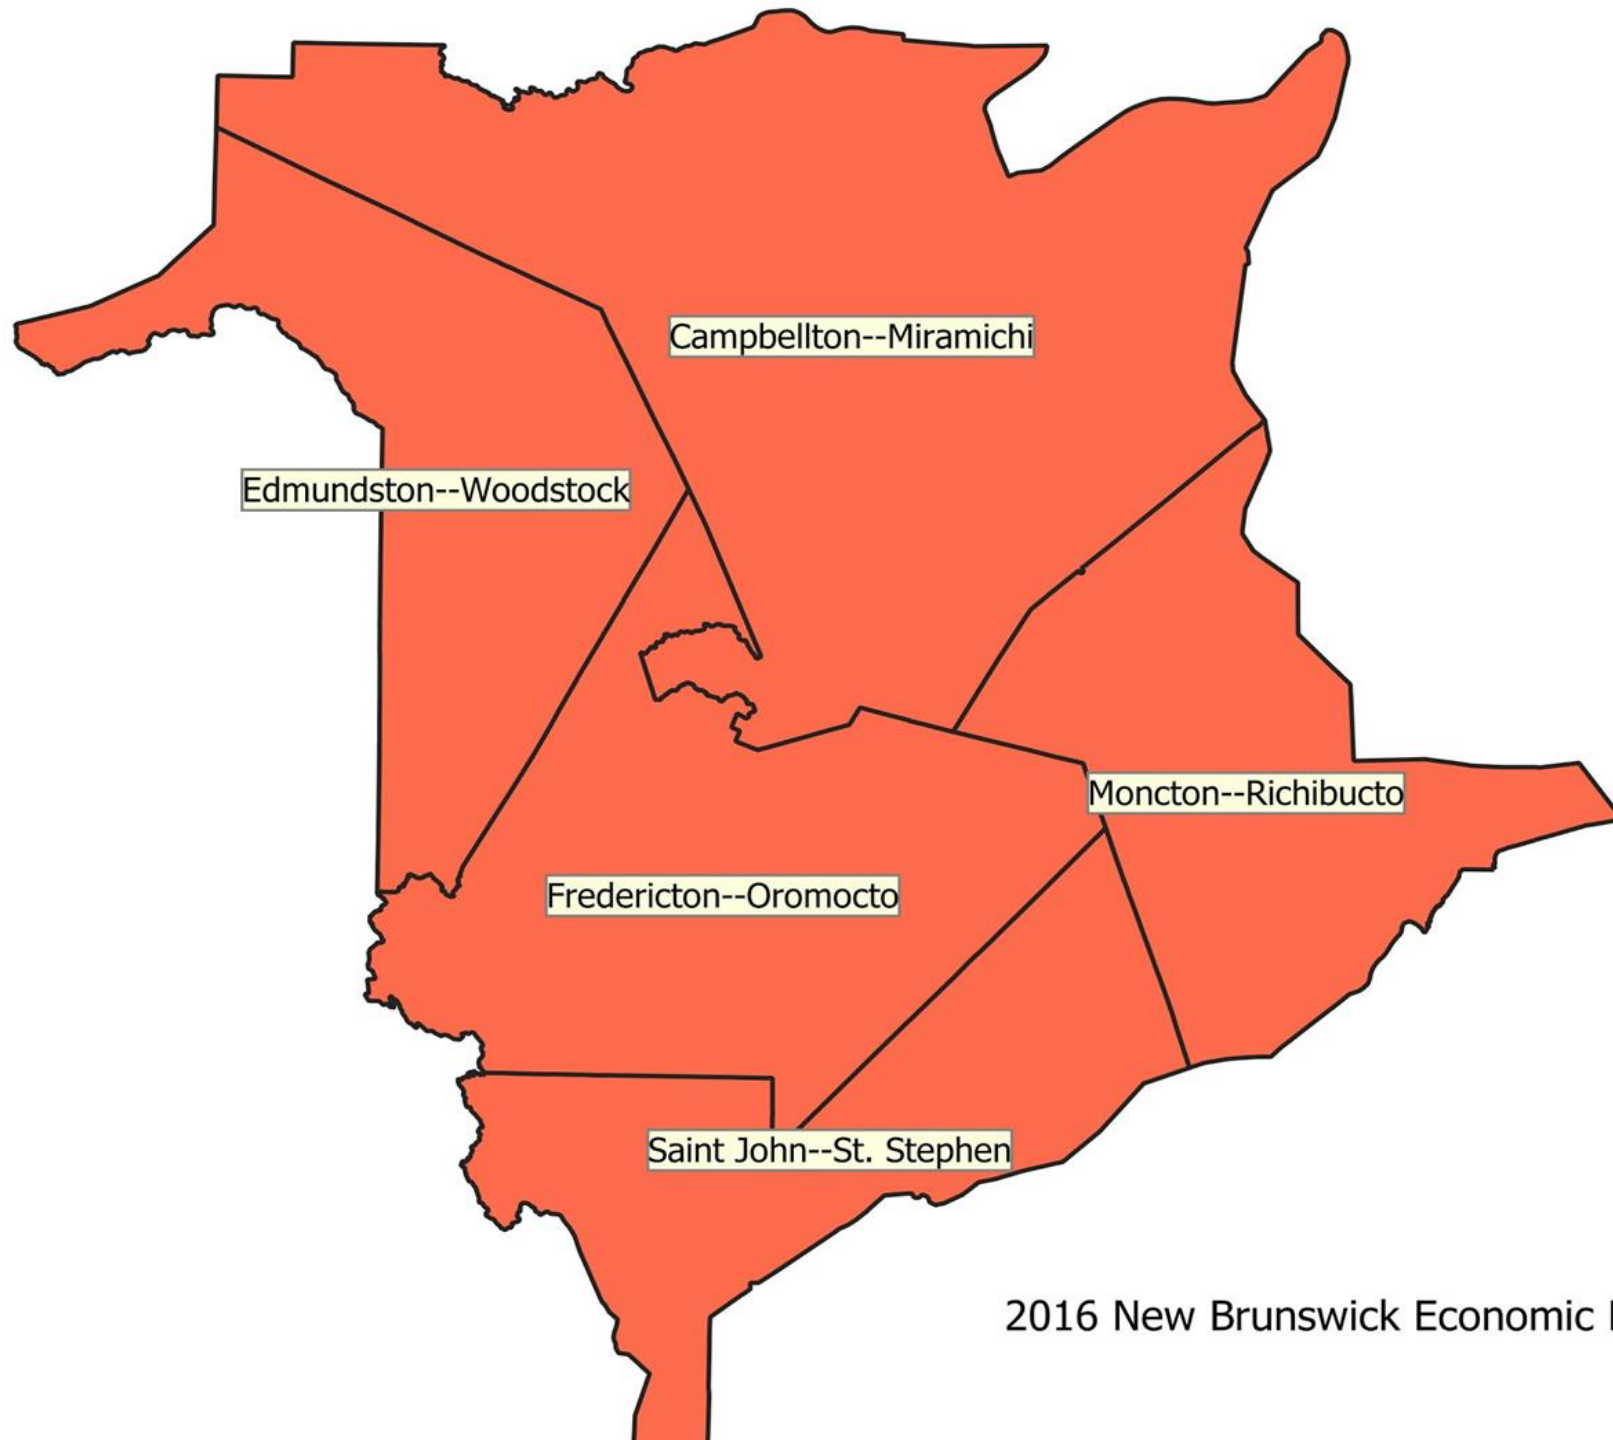 Campbellton--Miramichi
Edmundston--Woodstock
Moncton--Richibucto
Fredericton--Oromocto
Saint John--St. Stephen
2016 New Brunswick Economic